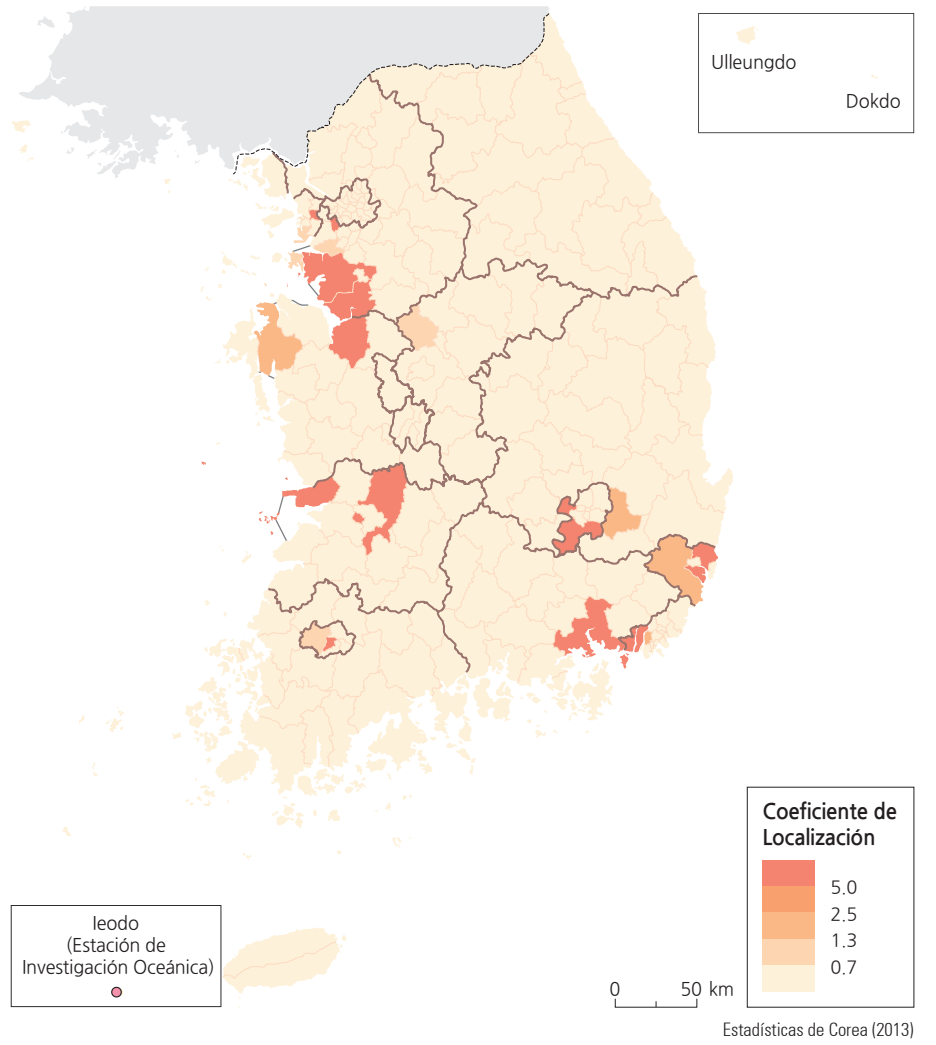 Ulleungdo
Dokdo
Coeficiente de
Localización
5.0
2.5
1.3
0.7
Ieodo
(Estación de
Investigación Oceánica)
0 50 km
Estadísticas de Corea (2013)